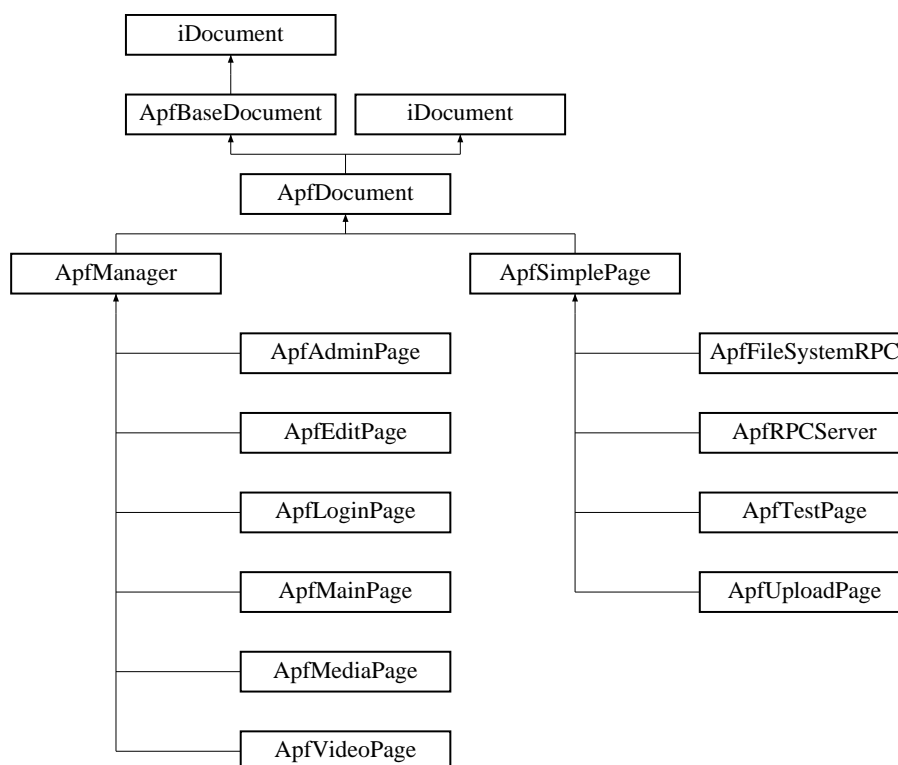 iDocument
ApfBaseDocument
iDocument
ApfDocument
ApfManager
ApfSimplePage
ApfAdminPage
ApfFileSystemRPC
ApfEditPage
ApfRPCServer
ApfLoginPage
ApfTestPage
ApfMainPage
ApfUploadPage
ApfMediaPage
ApfVideoPage